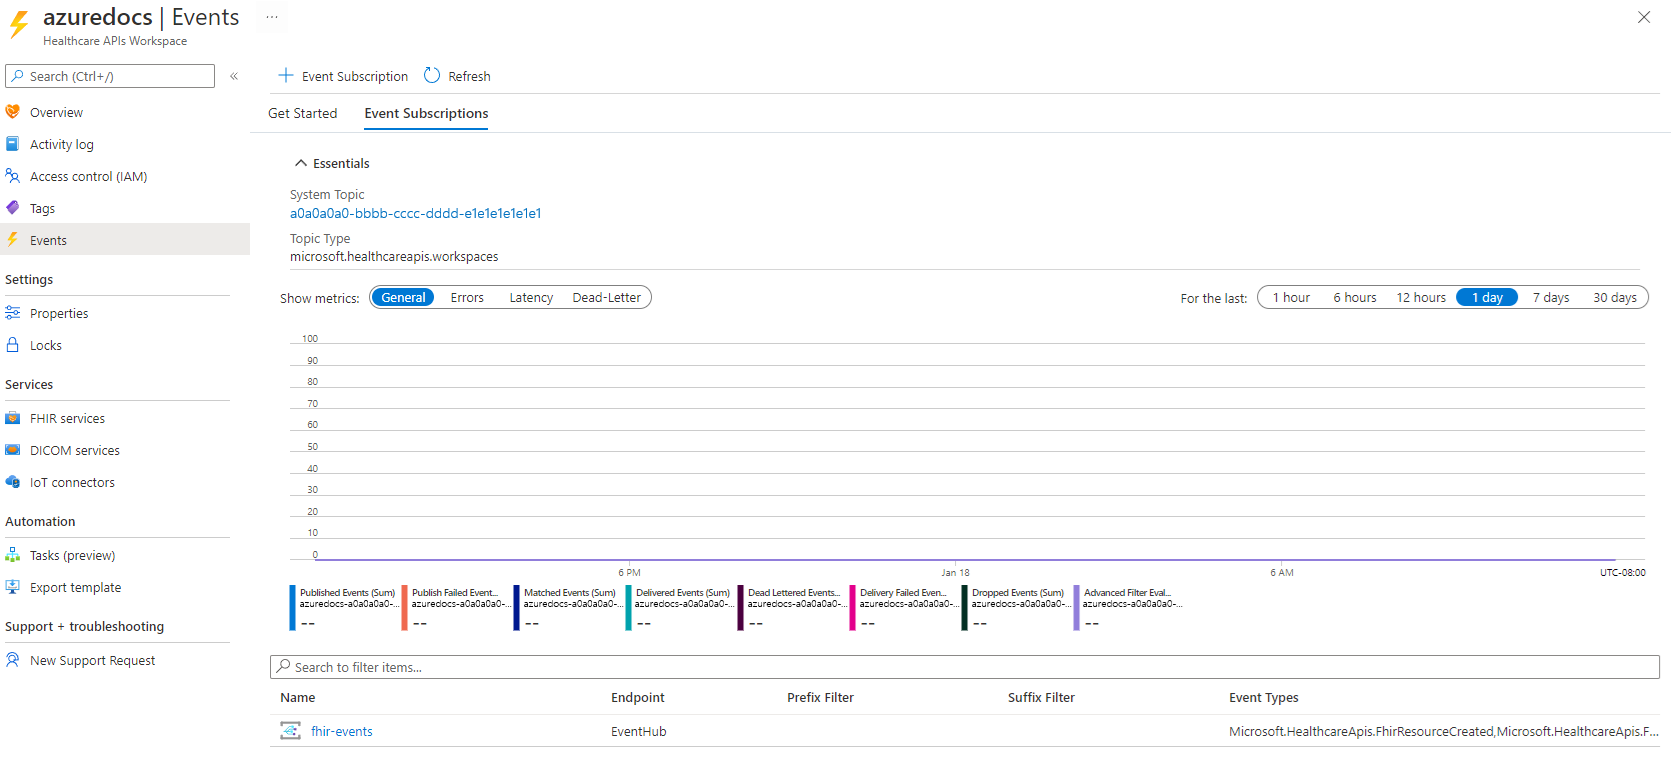 azuredocs | Events ...
Healthcare APIs Workspace
Search (Ctrl+/)
«
Overview
Activity log
Access control (IAM)
Tags
Events
Settings
Properties
Locks
Services
FHIR services
DICOM services
IoT connectors
Automation
Tasks (preview)
Export template
Support + troubleshooting
New Support Request
Event Subscription Refresh
Get Started Event Subscriptions
Essentials
System Topic
a0a0a0a0-bbbb-cccc-dddd-e1e1e1e1e1e1
Topic Type
microsoft.healthcareapis.workspaces
Show metrics: General Errors Latency Dead-Letter
For the last: 1 hour 6 hours 12 hours 1 day 7 days 30 days
100
90
80
70
60
50
40
30
20
10
0
6 PM Jan 18 6 AM UTC-08:00
Published Events (Sum)
azuredocs-a0a0a0a0-...
--
Publish Failed Event...
azuredocs-a0a0a0a0-...
--
Matched Events (Sum)
azuredocs-a0a0a0a0-...
--
Delivered Events (Sum)
azuredocs-a0a0a0a0-...
--
Dead Lettered Events...
azuredocs-a0a0a0a0-...
--
Delivery Failed Even...
azuredocs-a0a0a0a0-...
--
Dropped Events (Sum)
azuredocs-a0a0a0a0-...
--
Advanced Filter Eval...
azuredocs-a0a0a0a0-...
--
Search to filter items...
Name Endpoint Prefix Filter Suffix Filter Event Types
fhir-events EventHub Microsoft.HealthcareApis.FhirResourceCreated,Microsoft.HealthcareApis.F...